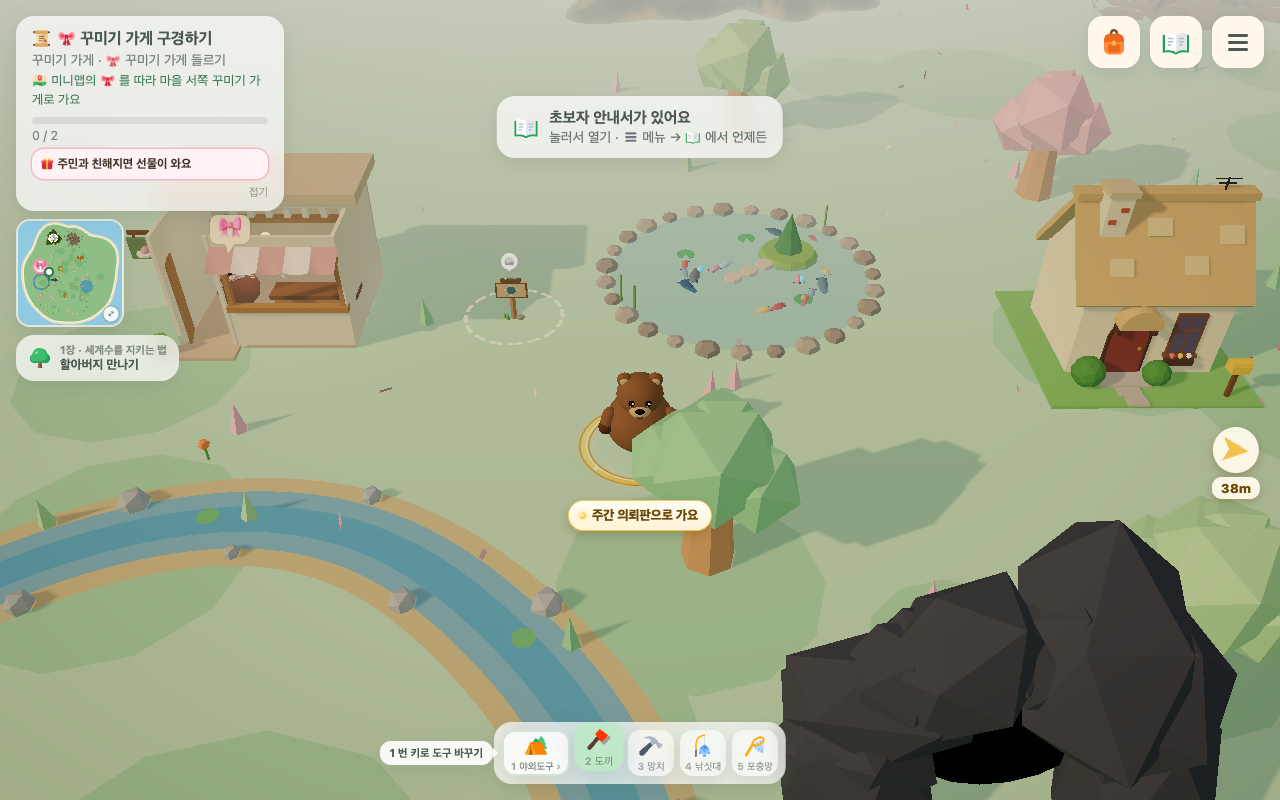 꾸미기 가게 구경하기
꾸미기 가게 · 꾸미기 가게 들르기
미니맵의 를 따라 마을 서쪽 꾸미기 가
게로 가요
0 / 2
주민과 친해지면 선물이 와요
접기
1장 · 세계수를 지키는 법
할아버지 만나기
초보자 안내서가 있어요
눌러서 열기 · 메뉴 → 에서 언제든
38m
주간 의뢰판으로 가요
1 번 키로 도구 바꾸기
1 야외도구 ›
2 도끼
3 망치
4 낚싯대
5 포충망